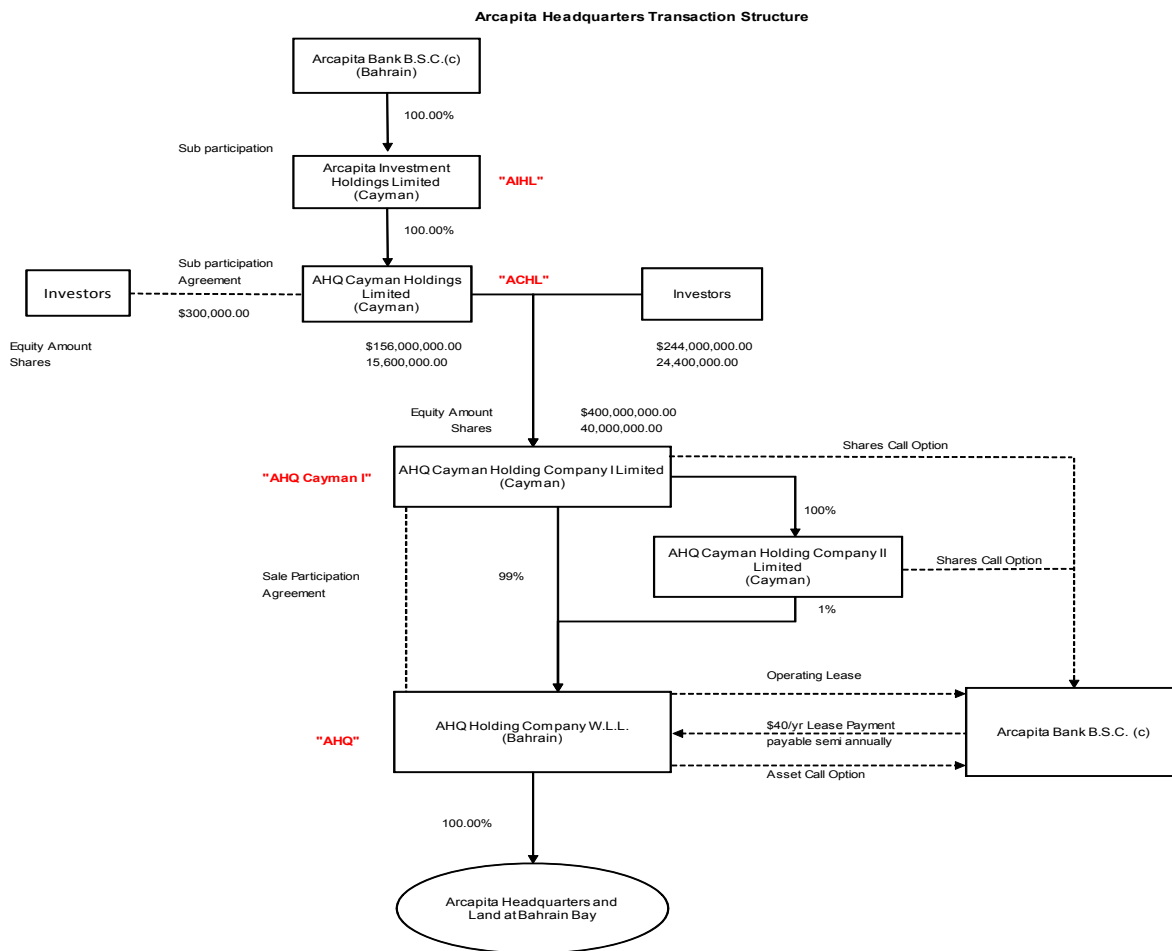 Arcapita Headquarters Transaction Structure
Arcapita Bank B.S.C.(c)
(Bahrain)
100.00%
Sub participation
Arcapita Investment
Holdings Limited
(Cayman)
"AIHL"
100.00%
Sub participation
Agreement
Investors
AHQ Cayman Holdings
Limited
(Cayman)
"ACHL"
Investors
$300,000.00
Equity Amount
Shares
$156,000,000.00
15,600,000.00
$244,000,000.00
24,400,000.00
Equity Amount
Shares
$400,000,000.00
40,000,000.00
Shares Call Option
"AHQ Cayman I"
AHQ Cayman Holding Company I Limited
(Cayman)
100%
AHQ Cayman Holding Company II
Limited
(Cayman)
Shares Call Option
Sale Participation
Agreement
99%
1%
Operating Lease
"AHQ"
AHQ Holding Company W.L.L.
(Bahrain)
$40/yr Lease Payment
payable semi annually
Arcapita Bank B.S.C. (c)
Asset Call Option
100.00%
Arcapita Headquarters and
Land at Bahrain Bay